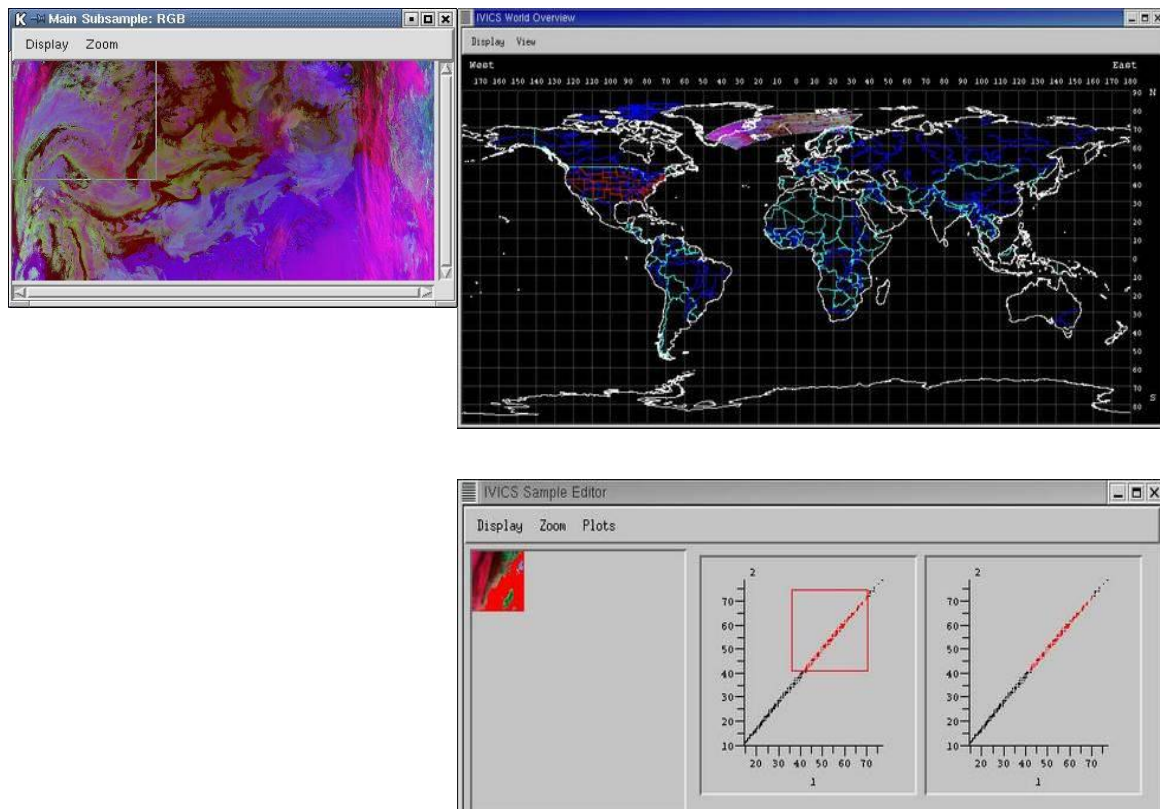 Main Subsample: RGB
Display Zoom
IVICS World Overview
Display View
West East
170 160 150 140 130 120 110 100 90 80 70 60 50 40 30 20 10 0 10 20 30 40 50 60 70 80 90 100 110 120 130 140 150 160 170 180
90 N
80
70
60
50
40
30
20
10
0
10
20
30
40
50
60
70
80 S
IVICS Sample Editor
Display Zoom Plots
2 2
70 70
60 60
50 50
40 40
30 30
20 20
10 10
20 30 40 50 60 70 20 30 40 50 60 70
1 1